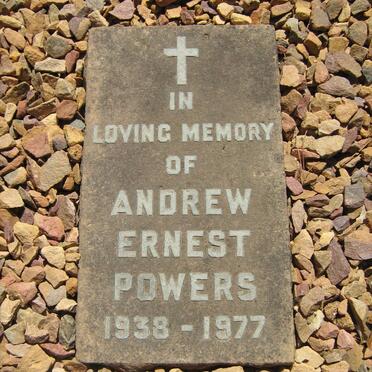 IN
LOVING MEMORY
OF
ANDREW
ERNEST
POWERS
1938 - 1977